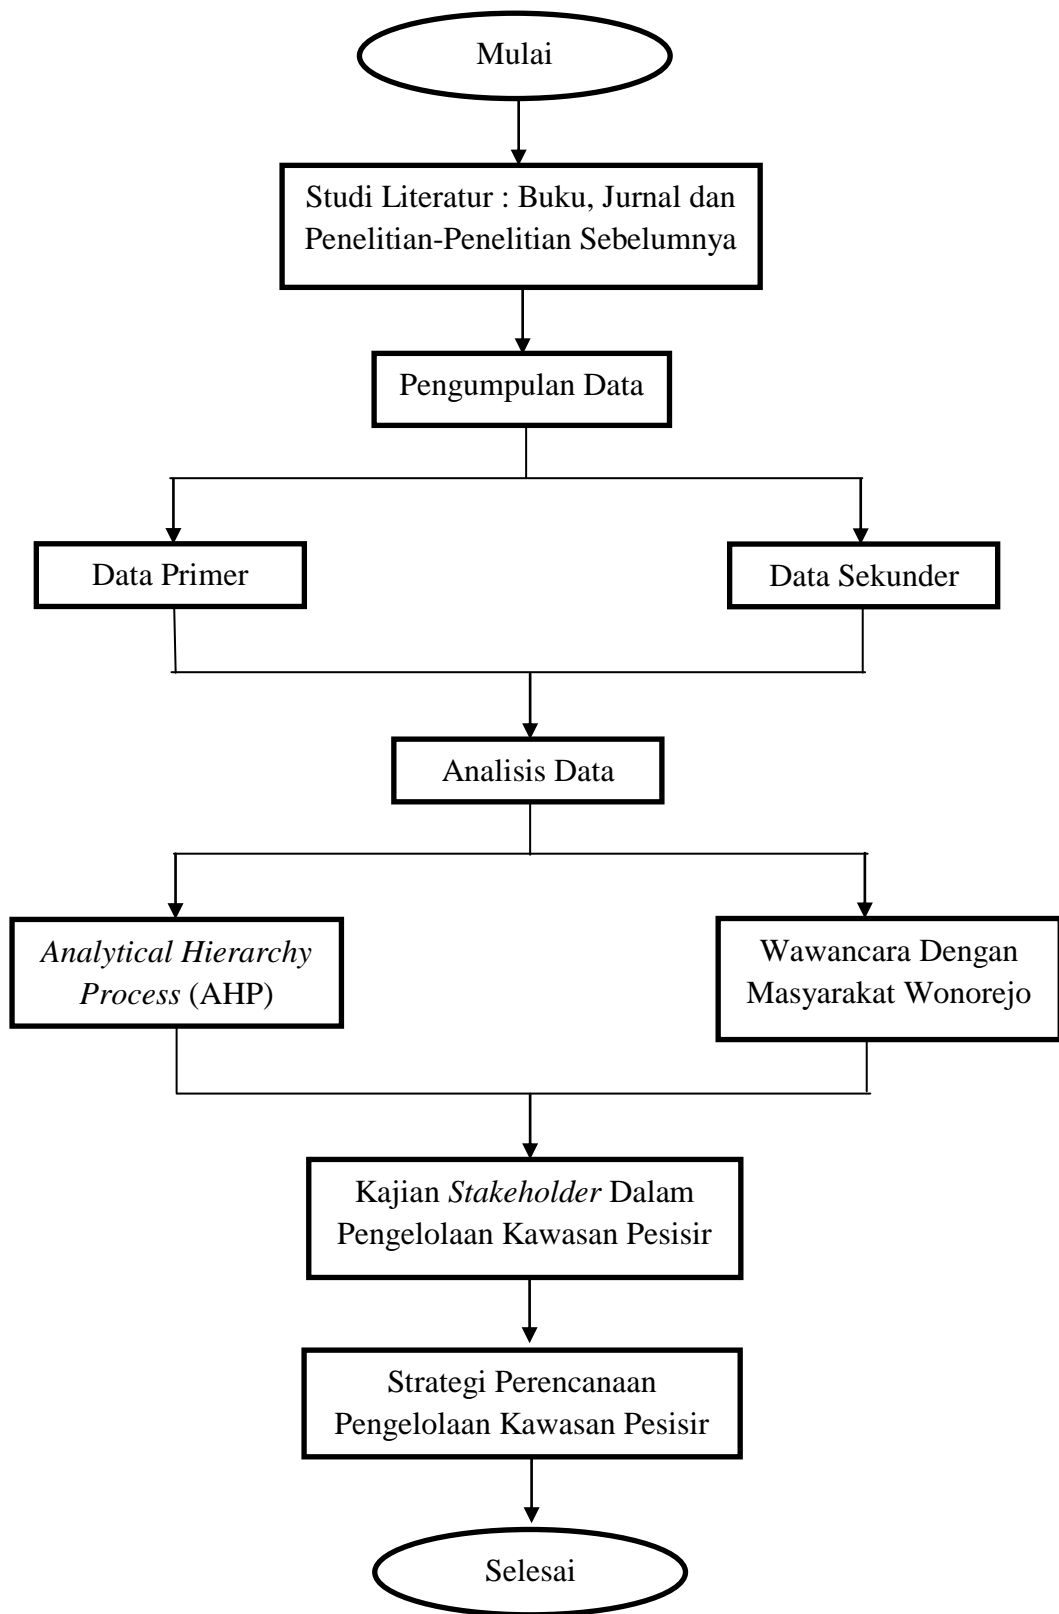 Mulai
Studi Literatur : Buku, Jurnal dan
Penelitian-Penelitian Sebelumnya
Pengumpulan Data
Data Primer
Data Sekunder
Analisis Data
Analytical Hierarchy
Process (AHP)
Wawancara Dengan
Masyarakat Wonorejo
Kajian Stakeholder Dalam
Pengelolaan Kawasan Pesisir
Strategi Perencanaan
Pengelolaan Kawasan Pesisir
Selesai